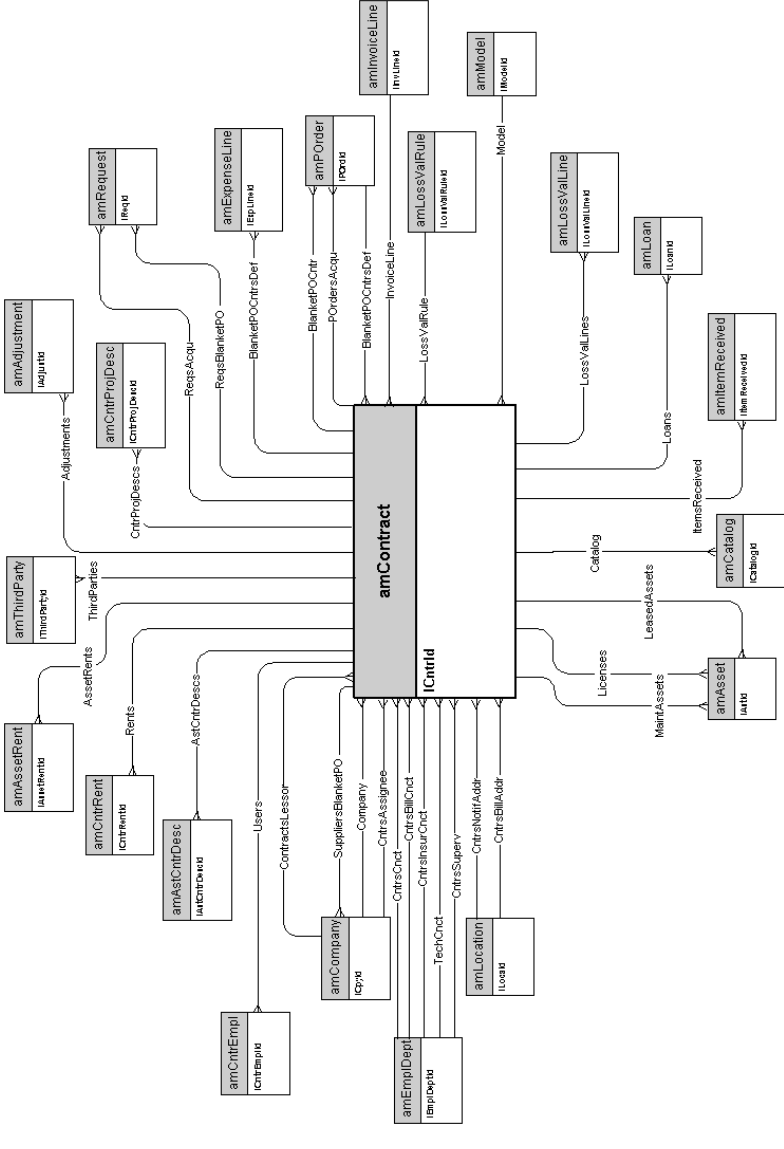 amInvoiceLine
lInvLineId
amModel
lModelId
Model
amPOrder
lPOrdId
amExpenseLine
lExpLineId
amRequest
lReqId
amLossValRule
lLossValRuleId
amLossValLine
lLossValLineId
amLoan
lLoanId
amAdjustment
lAdjustId
amCntrProjDesc
lCntrProjDescId
amItemReceived
lItemReceivedId
ReqsAcqu
ReqsBlanketPO
BlanketPOCntrsDef
BlanketPOCntr
POrdersAcqu
BlanketPOCntrsDef
InvoiceLine
LossValRule
LossValLines
Loans
ItemsReceived
Adjustments
CntrProjDescs
amThirdParty
lThirdPartyId
ThirdParties
amContract
lCntrId
Catalog
amCatalog
lCatalogId
LeasedAssets
Licenses
MaintAssets
amAsset
lAstId
AssetRents
amAssetRent
lAssetRentId
Rents
amCntrRent
lCntrRentId
AstCntrDescs
amAstCntrDesc
lAstCntrDescId
Users
amCntrEmpl
lCntrEmplId
ContractsLessor
SuppliersBlanketPO
Company
CntrsAssignee
amCompany
lCpyId
CntrsCnct
CntrsBillCnct
CntrsInsurCnct
TechCnct
CntrsSuperv
amEmplDept
lEmplDeptId
CntrsNotifAddr
CntrsBillAddr
amLocation
lLocaId